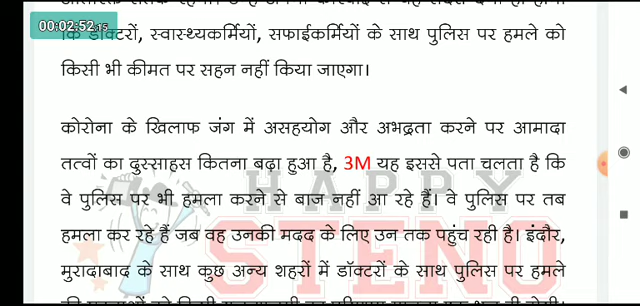 00:02:52.15
कि डॉक्टरों, स्वास्थ्यकर्मियों, सफाईकर्मियों के साथ पुलिस पर हमले को
किसी भी कीमत पर सहन नहीं किया जाएगा।
कोरोना के खिलाफ जंग में असहयोग और अभद्रता करने पर आमादा
तत्वों का दुस्साहस कितना बढ़ा हुआ है, 3M यह इससे पता चलता है कि
वे पुलिस पर भी हमला करने से बाज नहीं आ रहे हैं। वे पुलिस पर तब
हमला कर रहे हैं जब वह उनकी मदद के लिए उन तक पहुंच रही है। इंदौर,
मुरादाबाद के साथ कुछ अन्य शहरों में डॉक्टरों के साथ पुलिस पर हमले
HAPPY
STENO